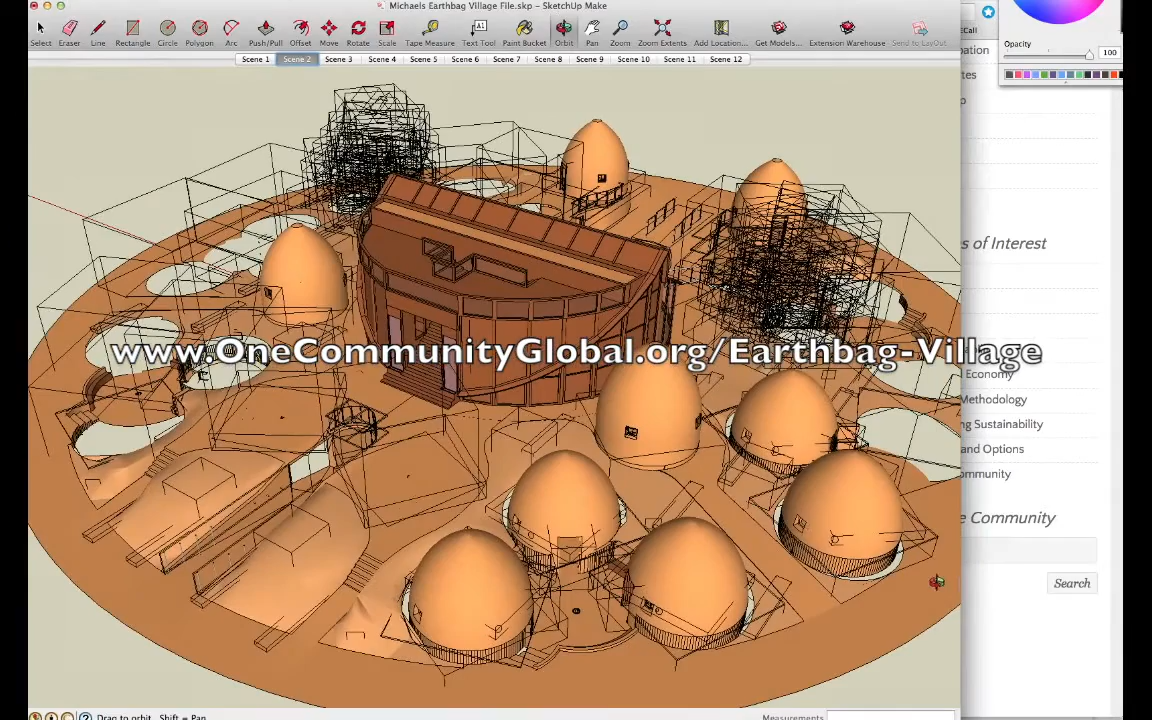 Michaels Earthbag Village File.skp - SketchUp Make
Select Eraser Line Rectangle Circle Polygon Arc Push/Pull Offset Move Rotate Scale Tape Measure Text Tool Paint Bucket Orbit Pan Zoom Zoom Extents Add Location... Get Models... Extension Warehouse Send to LayOut
Scene 1 Scene 2 Scene 3 Scene 4 Scene 5 Scene 6 Scene 7 Scene 8 Scene 9 Scene 10 Scene 11 Scene 12
Opacity
100
s of Interest
www.OneCommunityGlobal.org/Earthbag-Village
Economy
Methodology
ng Sustainability
and Options
ommunity
e Community
Search
Drag to orbit. Shift = Pan
Measurements